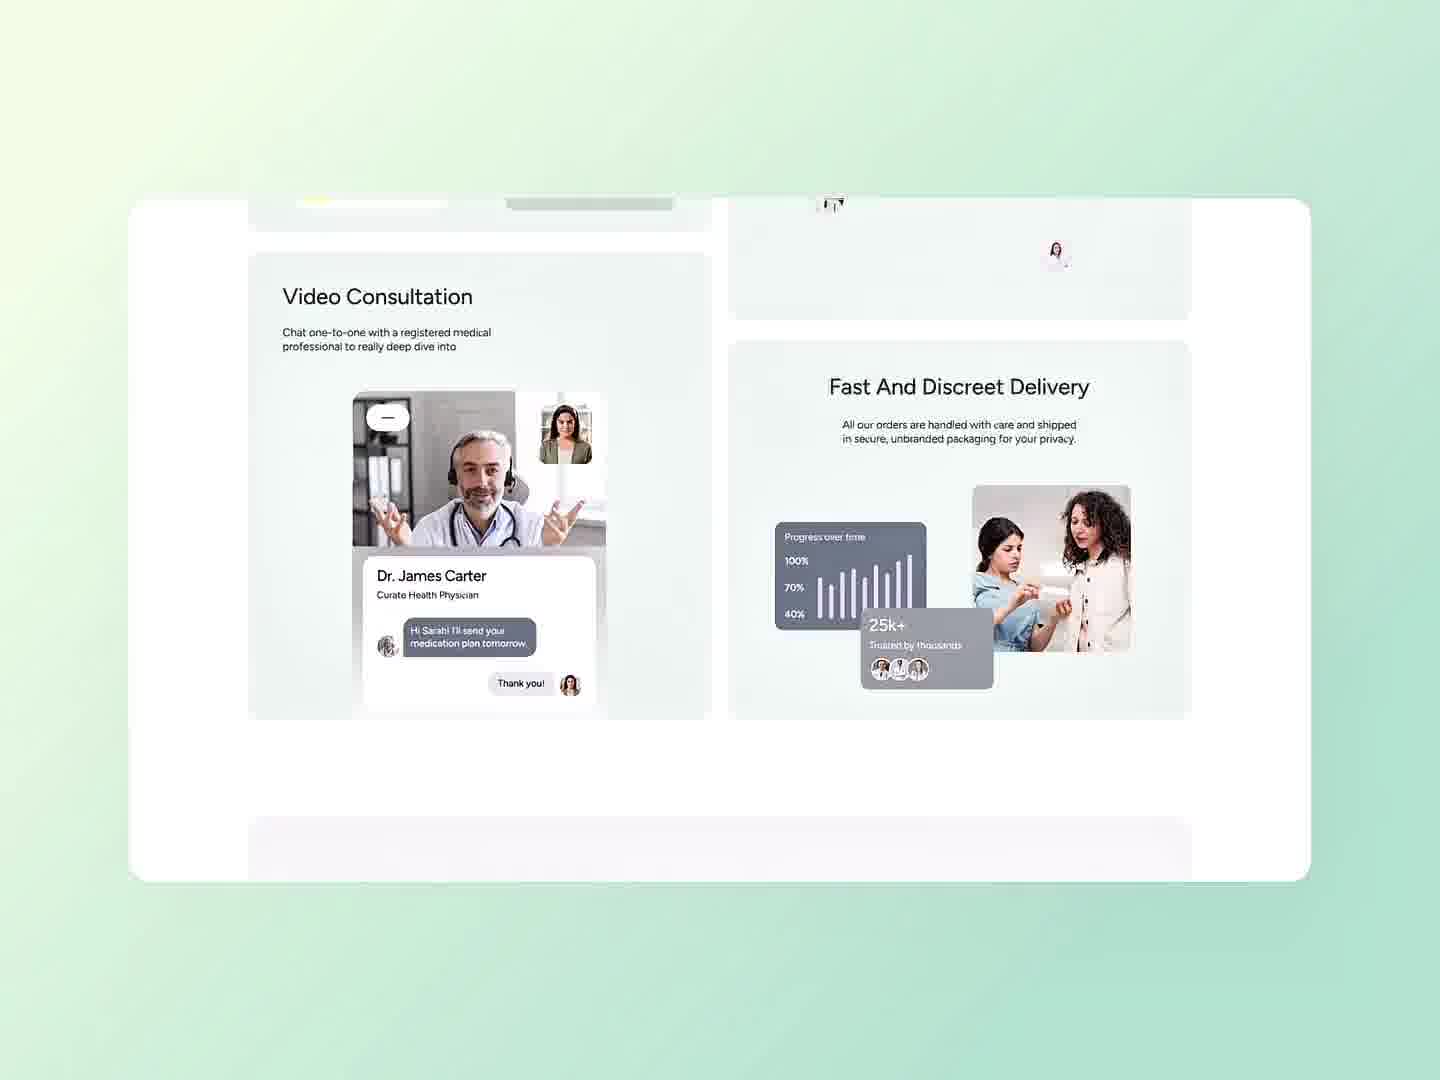 Video Consultation
Chat one-to-one with a registered medical
professional to really deep dive into
Dr. James Carter
Curate Health Physician
Hi Sarah! I'll send your
medication plan tomorrow.
Thank you!
Fast And Discreet Delivery
All our orders are handled with care and shipped
in secure, unbranded packaging for your privacy.
Progress over time
100%
70%
40%
25k+
Trusted by thousands